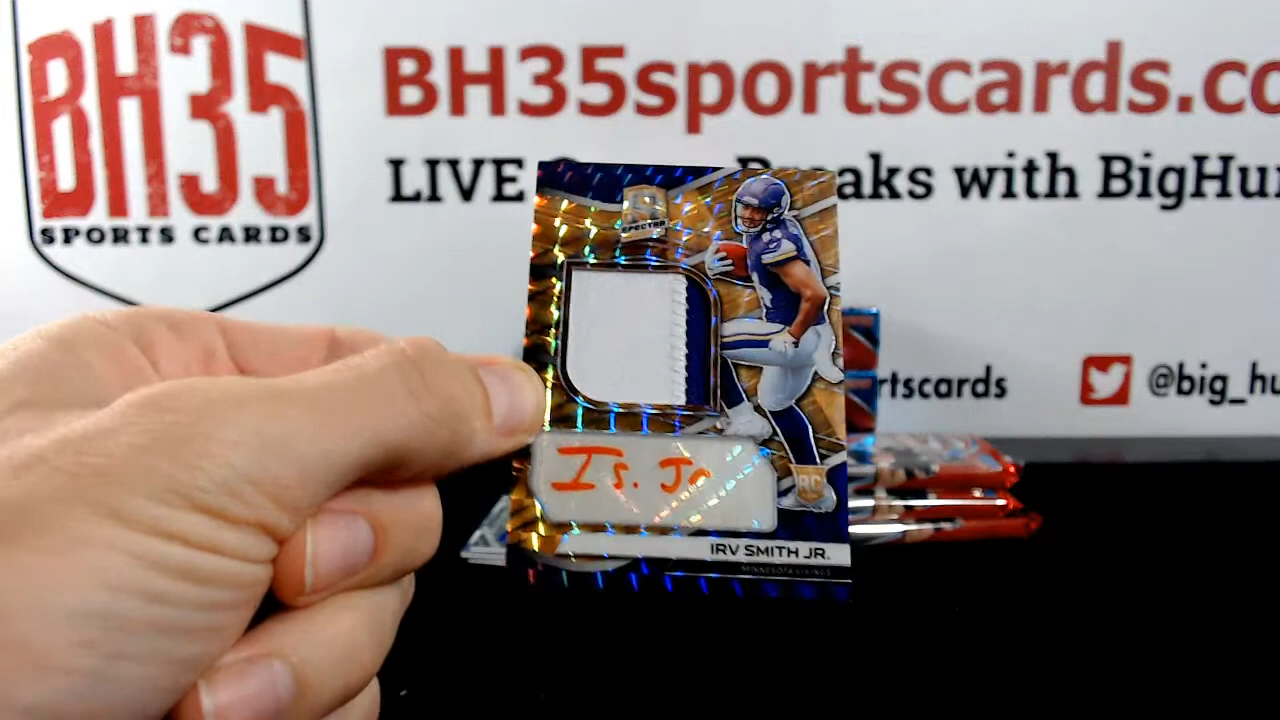 BH35
SPORTS CARDS
BH35sportscards.co
LIVE
aks with BigHu
rtscards
@big_hu
SPECTRA
84
Is. Jr
RC
IRV SMITH JR.
MINNESOTA VIKINGS